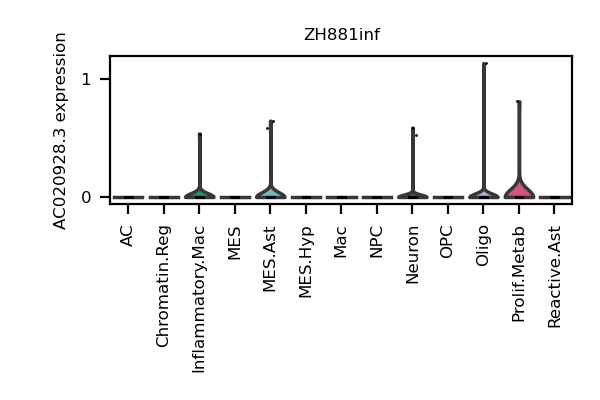 ZH881inf
AC020928.3 expression
1
0
AC
Chromatin.Reg
Inflammatory.Mac
MES
MES.Ast
MES.Hyp
Mac
NPC
Neuron
OPC
Oligo
Prolif.Metab
Reactive.Ast